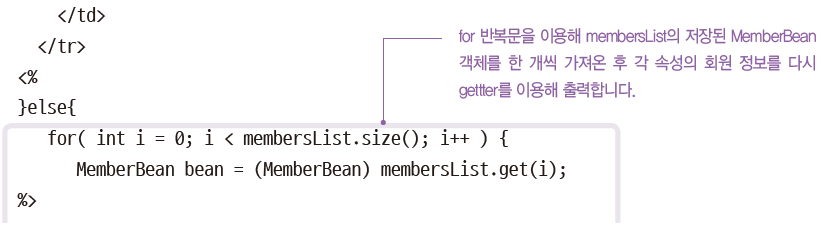 </td>
</tr>
<%
}else{
for( int i = 0; i < membersList.size(); i++ ) {
MemberBean bean = (MemberBean) membersList.get(i);
%>
for 반복문을 이용해 membersList의 저장된 MemberBean
객체를 한 개씩 가져온 후 각 속성의 회원 정보를 다시
gettter를 이용해 출력합니다.